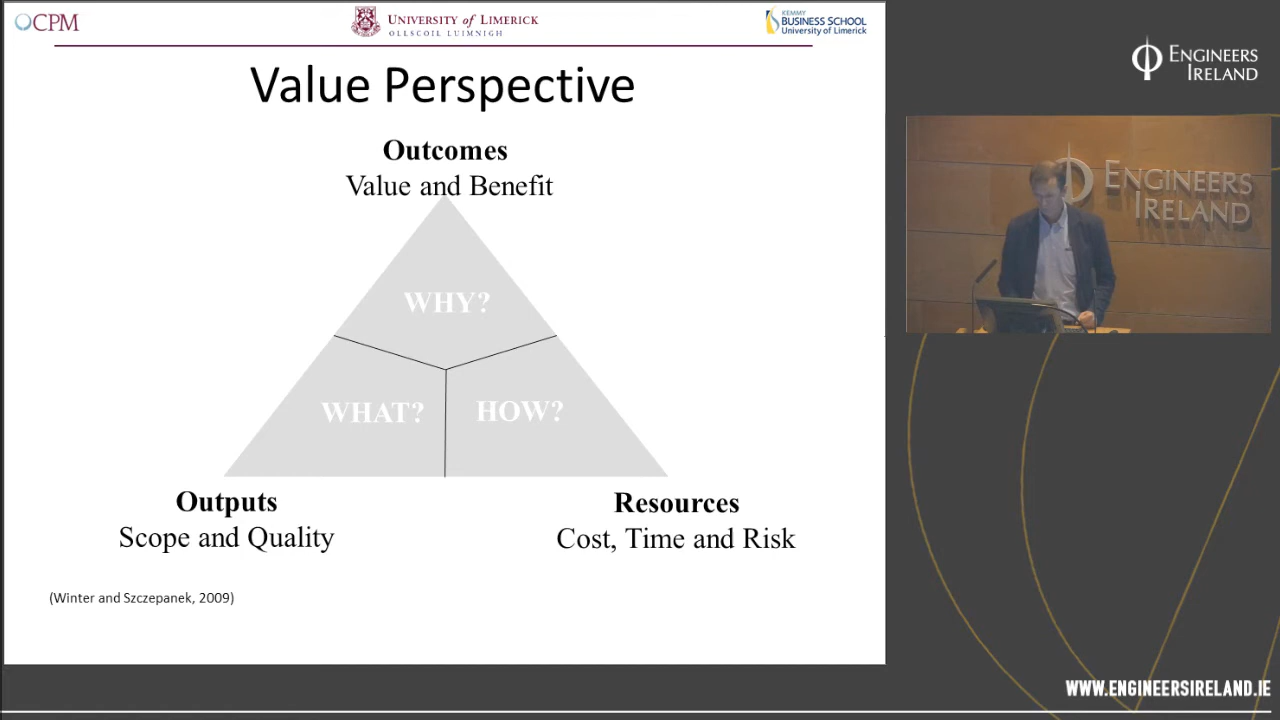 CPM
UNIVERSITY of LIMERICK
OLLSCOIL LUIMNIGH
KEMMY
BUSINESS SCHOOL
University of Limerick
ENGINEERS
IRELAND
Value Perspective
Outcomes
Value and Benefit
WHY?
WHAT?
HOW?
Outputs
Scope and Quality
Resources
Cost, Time and Risk
(Winter and Szczepanek, 2009)
ENGINEERS
IRELAND
WWW.ENGINEERSIRELAND.IE